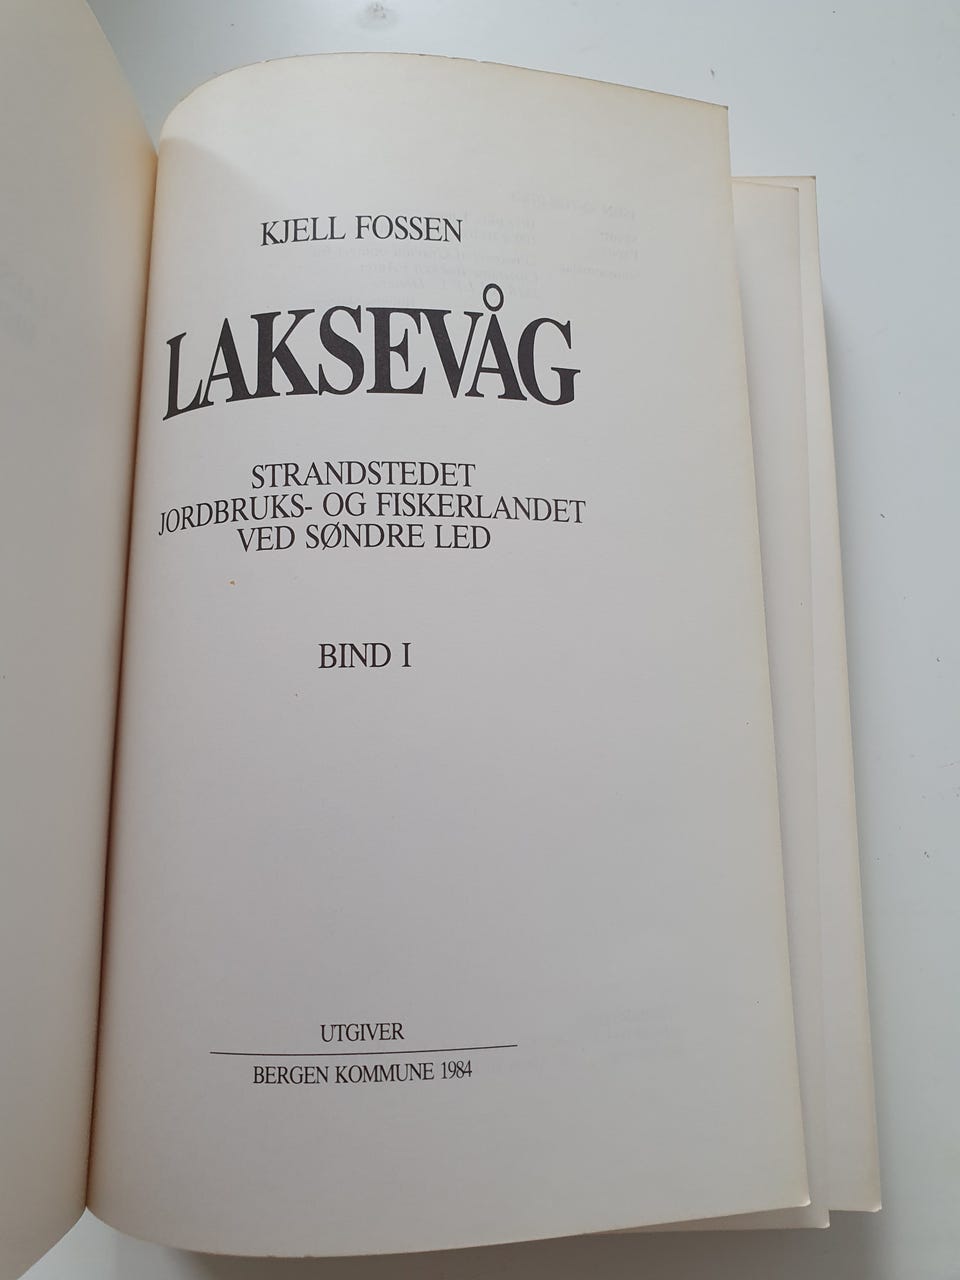 KJELL FOSSEN
LAKSEVÅG
STRANDSTEDET
JORDBRUKS- OG FISKERLANDET
VED SØNDRE LED
BIND I
UTGIVER
BERGEN KOMMUNE 1984